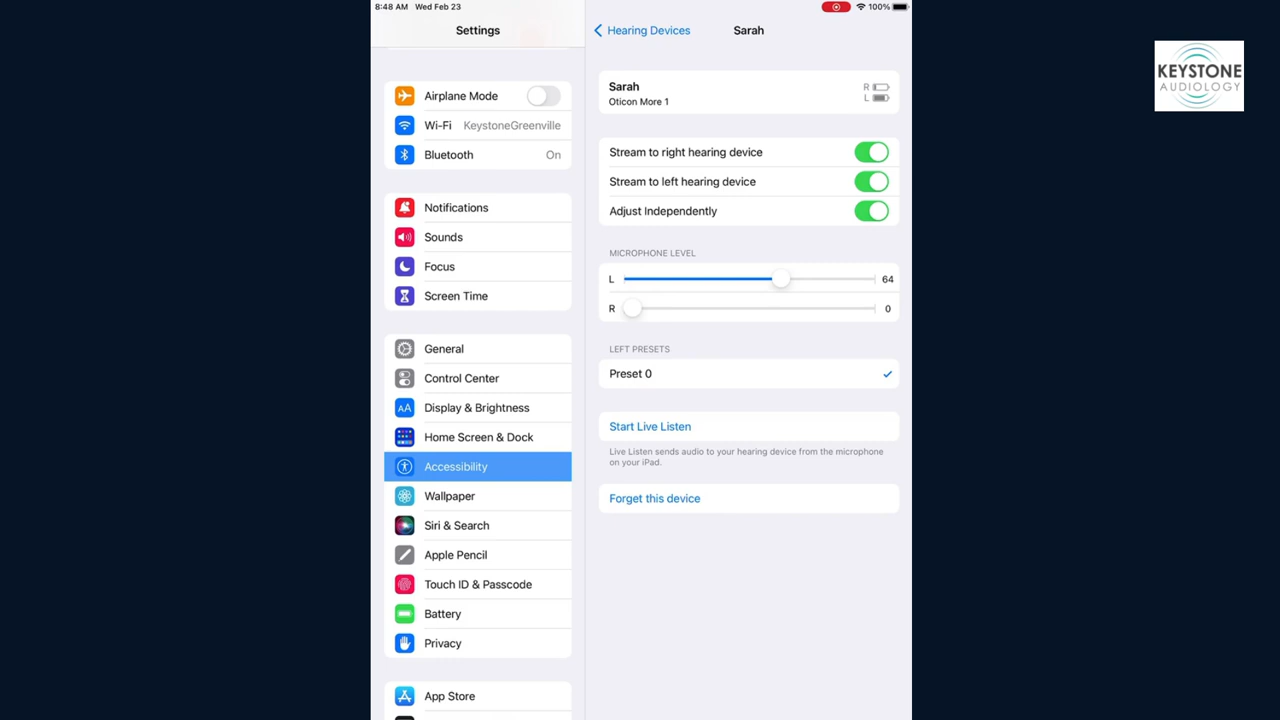 8:48 AM Wed Feb 23
100%
Settings
Airplane Mode
Wi-Fi KeystoneGreenville
Bluetooth On
Notifications
Sounds
Focus
Screen Time
General
Control Center
AA Display & Brightness
Home Screen & Dock
Accessibility
Wallpaper
Siri & Search
Apple Pencil
Touch ID & Passcode
Battery
Privacy
App Store
Hearing Devices
Sarah
Sarah
Oticon More 1
R
L
Stream to right hearing device
Stream to left hearing device
Adjust Independently
MICROPHONE LEVEL
L 64
R 0
LEFT PRESETS
Preset 0
Start Live Listen
Live Listen sends audio to your hearing device from the microphone
on your iPad.
Forget this device
KEYSTONE
AUDIOLOGY